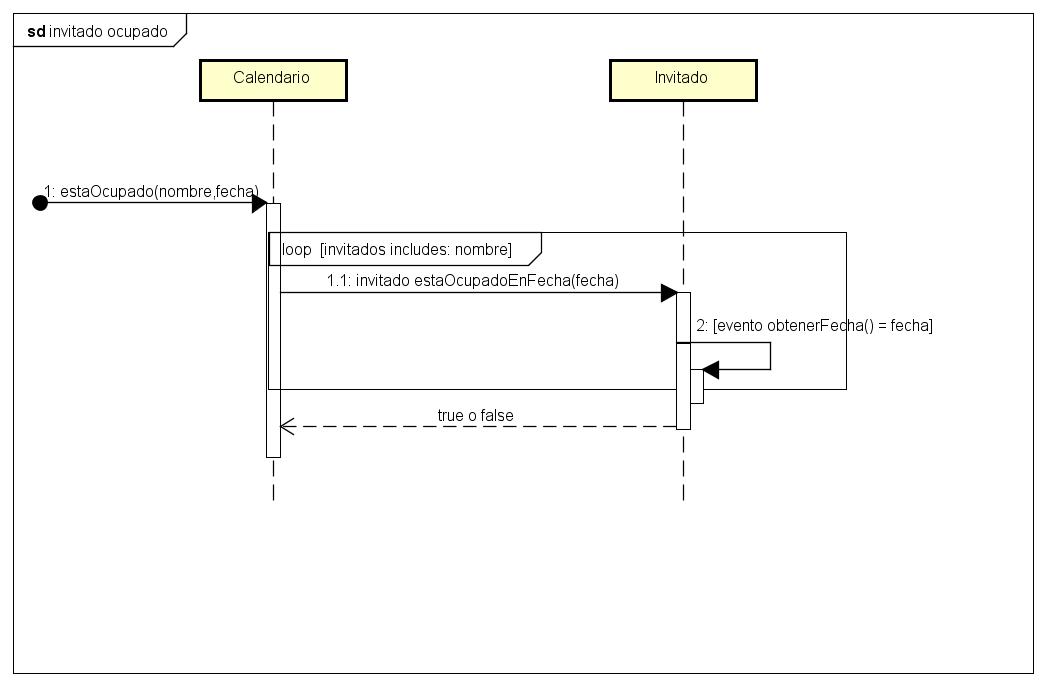 sd invitado ocupado
Calendario
Invitado
1: estaOcupado(nombre,fecha)
loop [invitados includes: nombre]
1.1: invitado estaOcupadoEnFecha(fecha)
2: [evento obtenerFecha() = fecha]
true o false